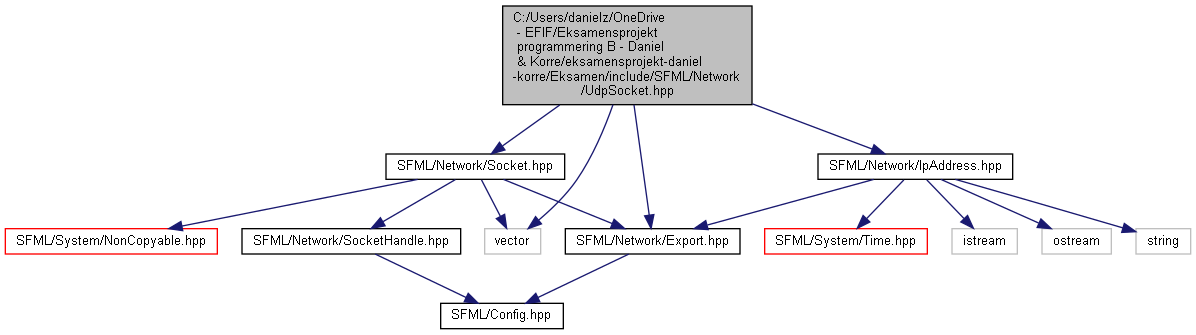 C:/Users/danielz/OneDrive
- EFIF/Eksamensprojekt
programmering B - Daniel
& Korre/eksamensprojekt-daniel
-korre/Eksamen/include/SFML/Network
/UdpSocket.hpp
SFML/Network/Socket.hpp
SFML/Network/IpAddress.hpp
SFML/System/NonCopyable.hpp
SFML/Network/SocketHandle.hpp
vector
SFML/Network/Export.hpp
SFML/System/Time.hpp
istream
ostream
string
SFML/Config.hpp